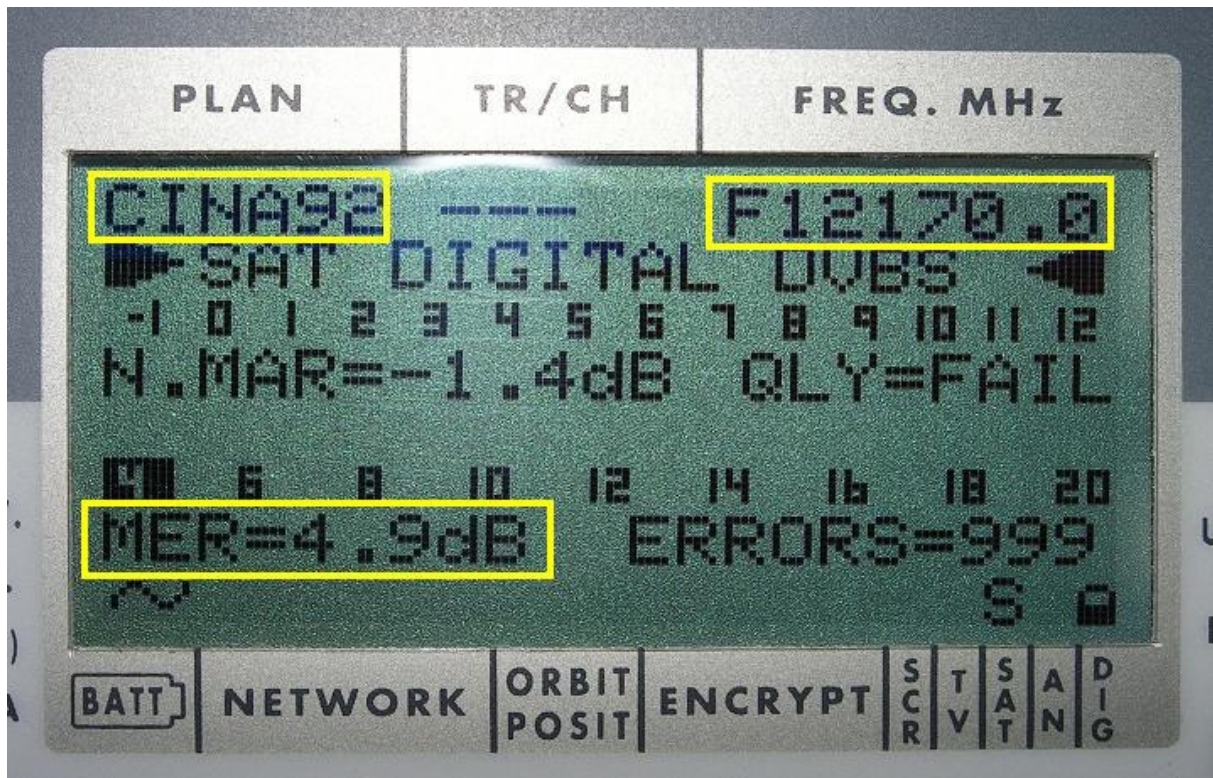 PLAN TR/CH FREQ. MHz
CINA92 --- F12170.0
SAT DIGITAL DVBS
-1 0 1 2 3 4 5 6 7 8 9 10 11 12
N.MAR=-1.4dB QLY=FAIL
4 6 8 10 12 14 16 18 20
MER=4.9dB ERRORS=999
S
BATT NETWORK ORBIT POSIT ENCRYPT SCR TV SAT AN DIG